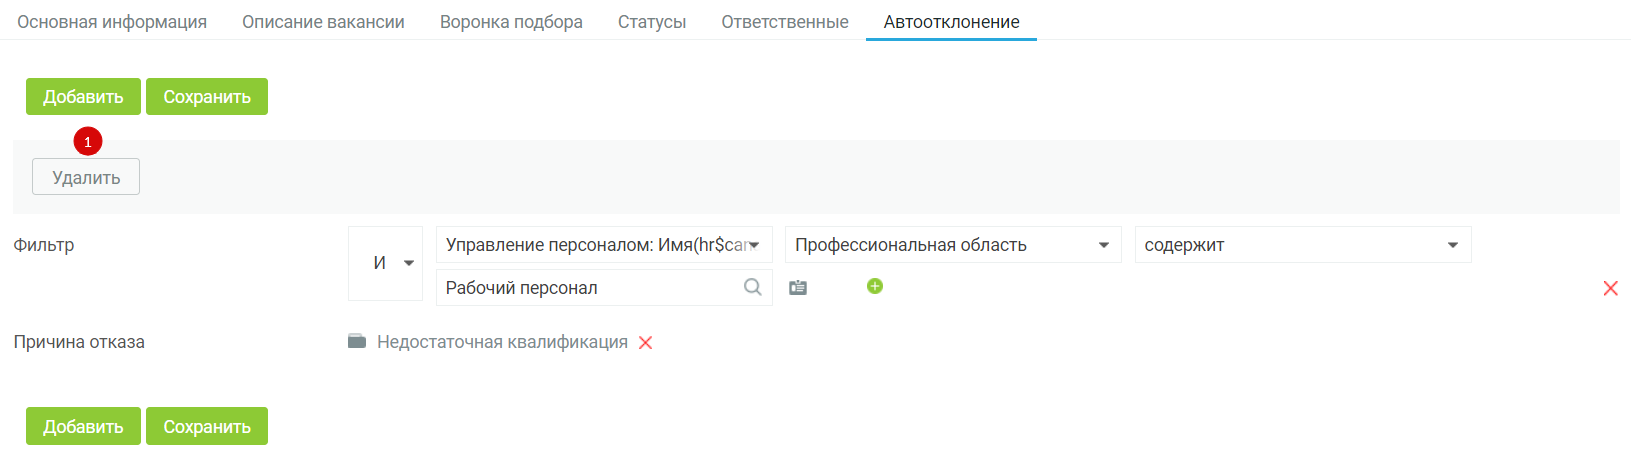 Основная информация Описание вакансии Воронка подбора Статусы Ответственные Автоотклонение
Добавить Сохранить
1
Удалить
Фильтр И Управление персоналом: Имя(hr$can Профессиональная область содержит
Рабочий персонал
Причина отказа Недостаточная квалификация
Добавить Сохранить